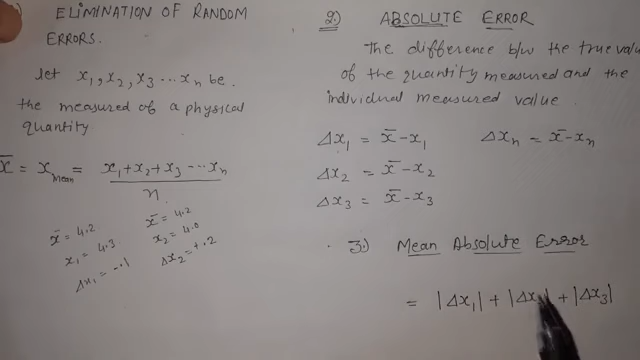 ELIMINATION OF RANDOM
ERRORS.
let x₁, x₂, x₃ ... xₙ be.
the measured of a physical
quantity
x̄ = x_Mean = x₁+x₂+x₃ ... xₙ / n
x̄ = 4.2
x₁ = 4.3
Δx₁ = -.1
x̄ = 4.2
x₂ = 4.0
Δx₂ = +.2
2.) ABSOLUTE ERROR
The difference b/w the true value
of the quantity measured and the
individual measured value.
Δx₁ = x̄ - x₁ Δxₙ = x̄ - xₙ
Δx₂ = x̄ - x₂
Δx₃ = x̄ - x₃
3.) Mean Absolute Error
= |Δx₁| + |Δx | + |Δx₃|